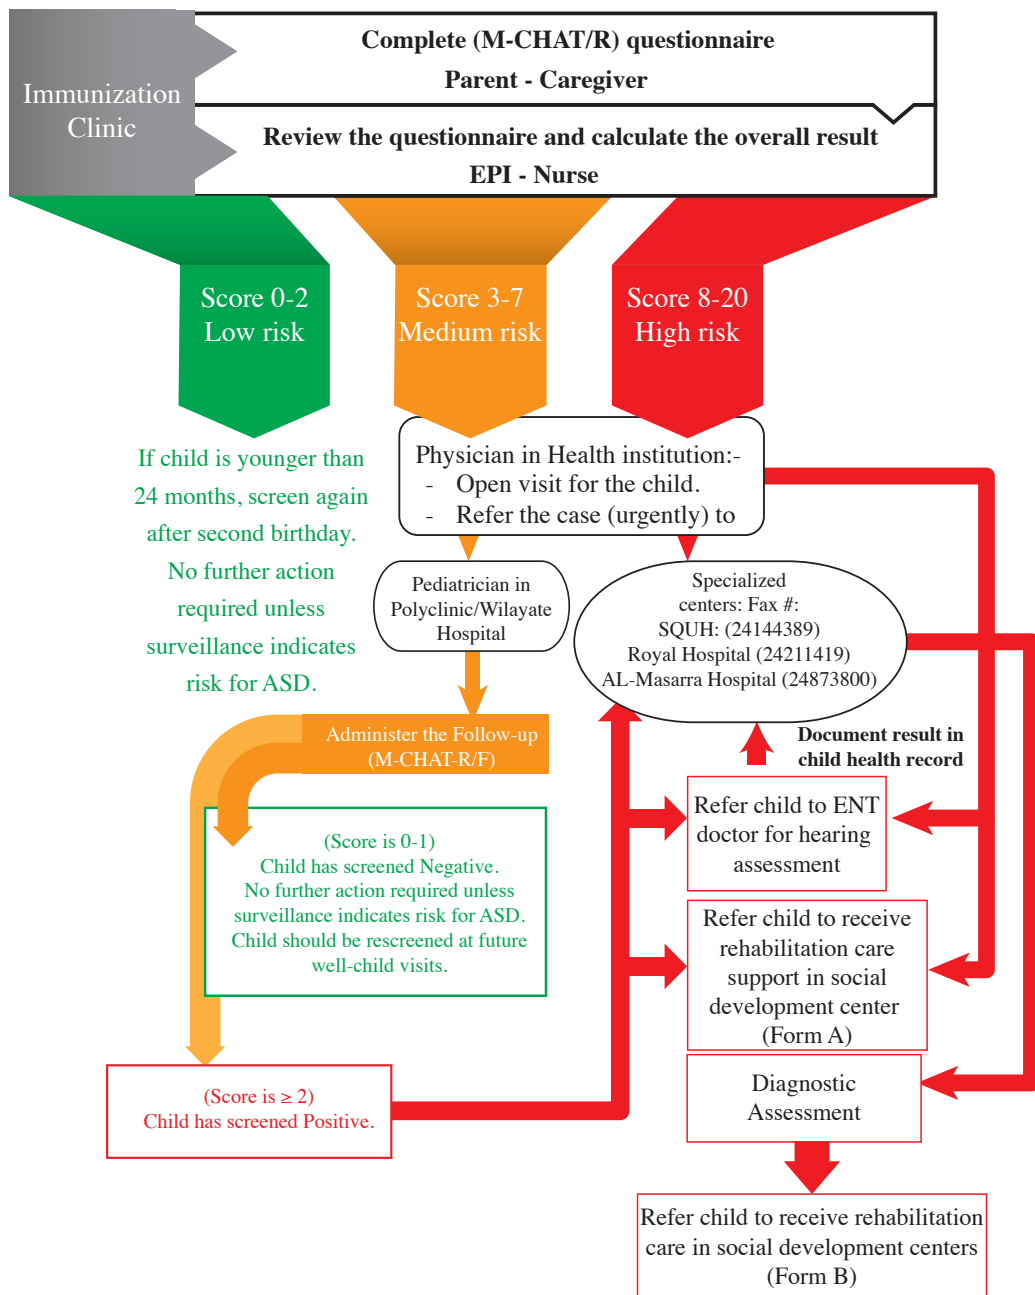 Immunization
Clinic
Complete (M-CHAT/R) questionnaire
Parent - Caregiver
Review the questionnaire and calculate the overall result
EPI - Nurse
Score 0-2
Low risk
Score 3-7
Medium risk
Score 8-20
High risk
If child is younger than
24 months, screen again
after second birthday.
No further action
required unless
surveillance indicates
risk for ASD.
Physician in Health institution:-
- Open visit for the child.
- Refer the case (urgently) to
Pediatrician in
Polyclinic/Wilayate
Hospital
Specialized
centers: Fax #:
SQUH: (24144389)
Royal Hospital (24211419)
AL-Masarra Hospital (24873800)
Administer the Follow-up
(M-CHAT-R/F)
Document result in
child health record
(Score is 0-1)
Child has screened Negative.
No further action required unless
surveillance indicates risk for ASD.
Child should be rescreened at future
well-child visits.
Refer child to ENT
doctor for hearing
assessment
Refer child to receive
rehabilitation care
support in social
development center
(Form A)
(Score is ≥ 2)
Child has screened Positive.
Diagnostic
Assessment
Refer child to receive rehabilitation
care in social development centers
(Form B)